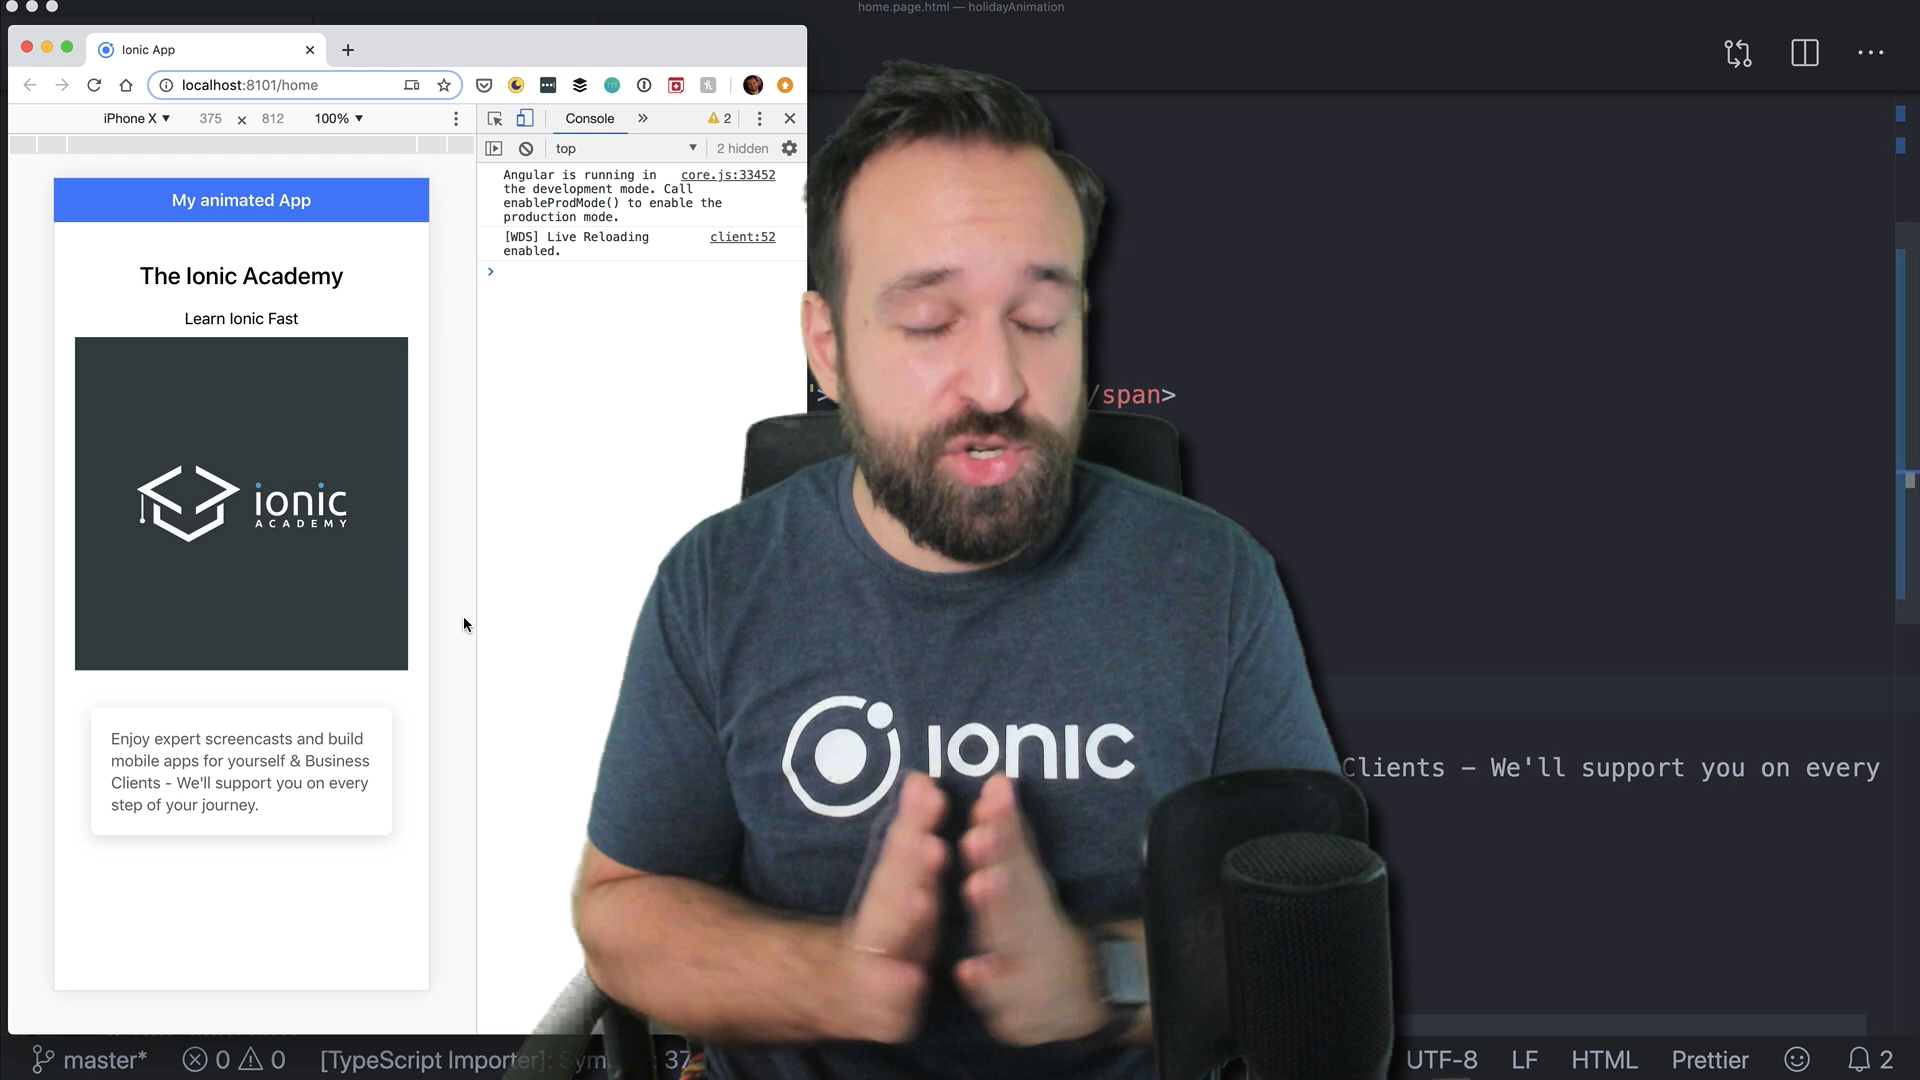 home.page.html — holidayAnimation
Ionic App
localhost:8101/home
iPhone X ▼ 375 × 812 100% ▼
Console » 2
top ▼ 2 hidden
Angular is running in core.js:33452
the development mode. Call
enableProdMode() to enable the
production mode.
[WDS] Live Reloading client:52
enabled.
>
My animated App
The Ionic Academy
Learn Ionic Fast
ionic
ACADEMY
Enjoy expert screencasts and build
mobile apps for yourself & Business
Clients - We'll support you on every
step of your journey.
'>
/span>
ionic
Clients – We'll support you on every
master* 0 0 [TypeScript Importer]: Sym 37 UTF-8 LF HTML Prettier 2